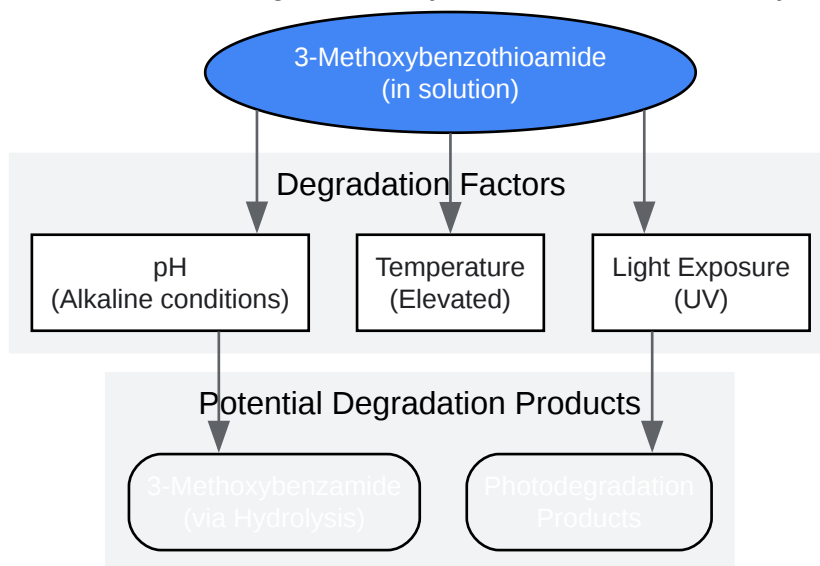 3-Methoxybenzothioamide
(in solution)
Degradation Factors
pH
(Alkaline conditions)
Temperature
(Elevated)
Light Exposure
(UV)
Potential Degradation Products
3-Methoxybenzamide
(via Hydrolysis)
Photodegradation
Products